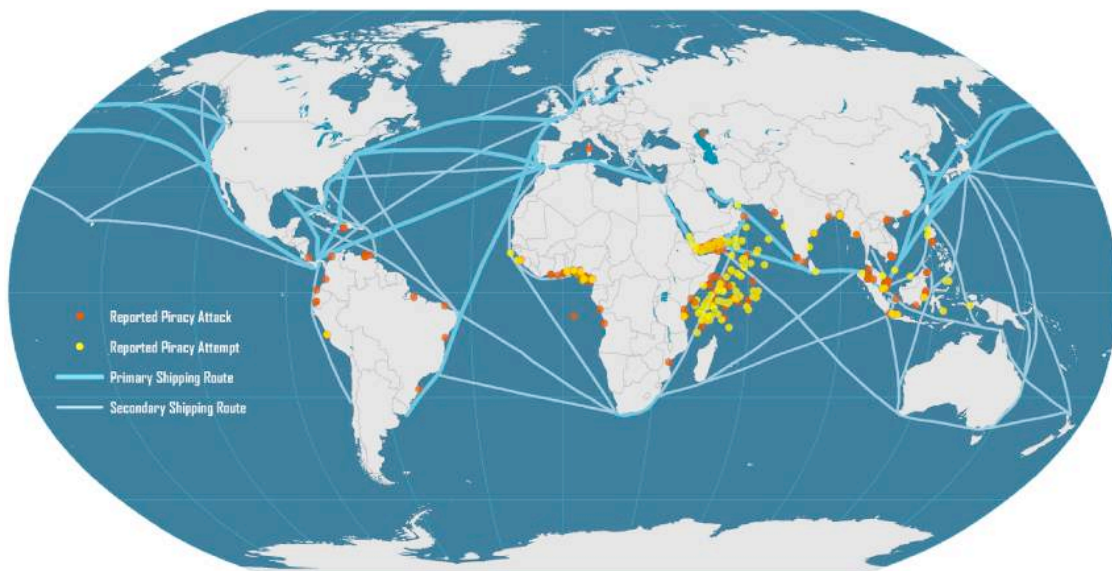 Reported Piracy Attack
Reported Piracy Attempt
Primary Shipping Route
Secondary Shipping Route